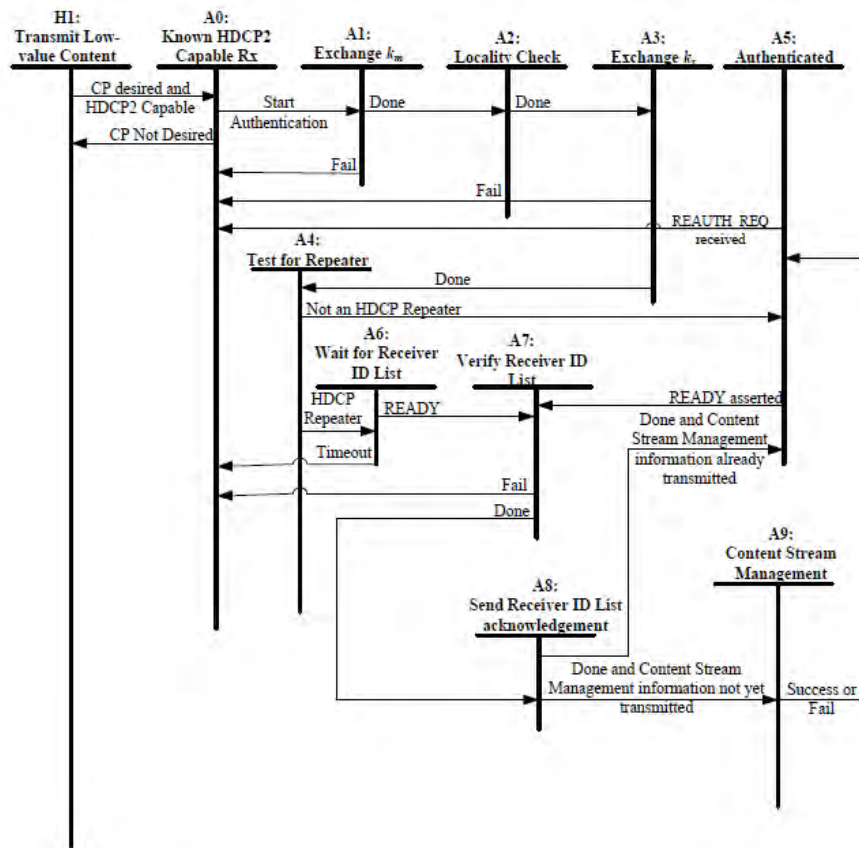 H1:
Transmit Low-
value Content
A0:
Known HDCP2
Capable Rx
A1:
Exchange km
A2:
Locality Check
A3:
Exchange ks
A5:
Authenticated
CP desired and
HDCP2 Capable
Start
Authentication
Done
Done
CP Not Desired
Fail
Fail
REAUTH_REQ
received
A4:
Test for Repeater
Done
Not an HDCP Repeater
A6:
Wait for Receiver
ID List
A7:
Verify Receiver ID
List
HDCP
Repeater
READY
READY asserted
Done and Content
Stream Management
information already
transmitted
Timeout
Fail
Done
A9:
Content Stream
Management
A8:
Send Receiver ID List
acknowledgement
Done and Content Stream
Management information not yet
transmitted
Success or
Fail